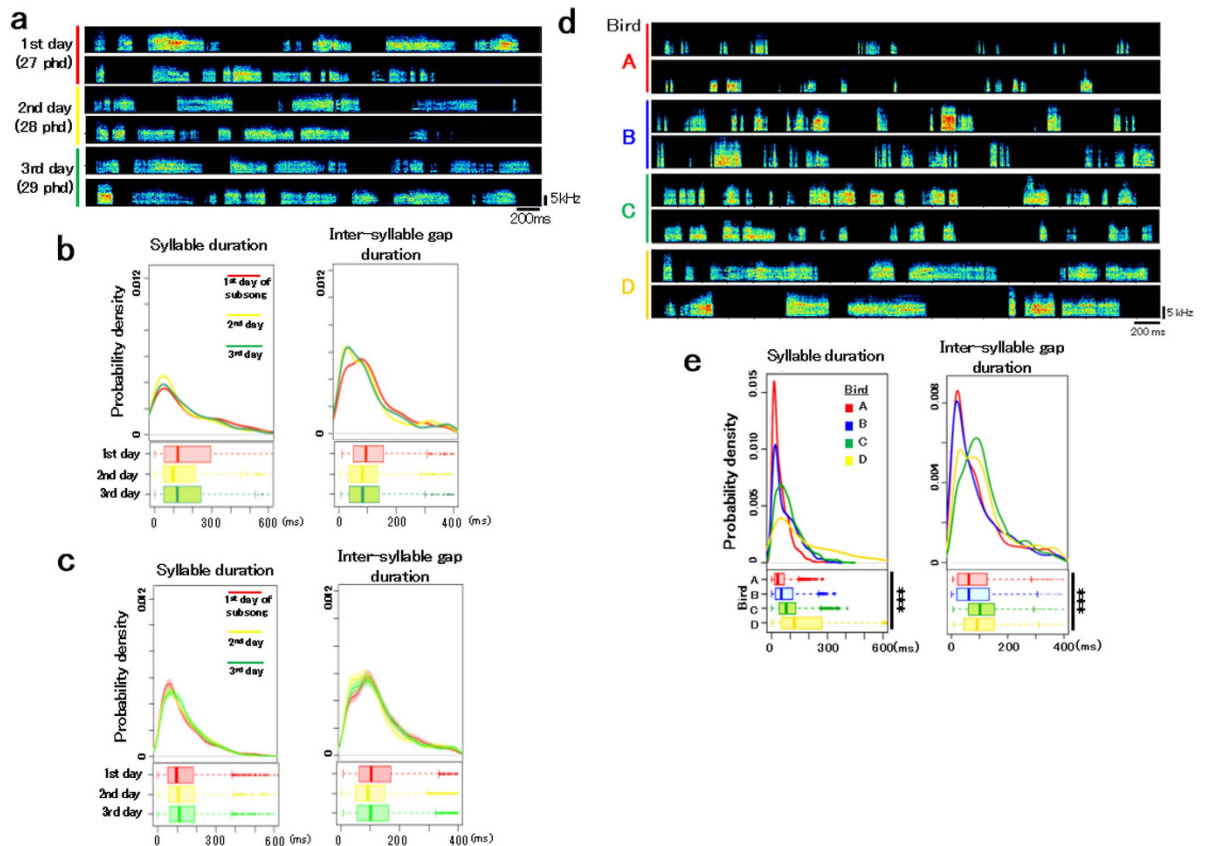 a
1st day
(27 phd)
2nd day
(28 phd)
3rd day
(29 phd)
5 kHz
200ms
b
Syllable duration
Inter-syllable gap
duration
Probability density
0.012
0
1st day of
subsong
2nd day
3rd day
0.012
0
1st day
2nd day
3rd day
0 300 600 (ms)
0 200 400 (ms)
c
Syllable duration
Inter-syllable gap
duration
Probability density
0.012
0
1st day of
subsong
2nd day
3rd day
0.012
0
1st day
2nd day
3rd day
0 300 600 (ms)
0 200 400 (ms)
d
Bird
A
B
C
D
5 kHz
200 ms
e
Syllable duration
Inter-syllable gap
duration
Probability density
0.015
0.010
0.005
0
Bird
A
B
C
D
0.008
0.004
0
Bird
A
B
C
D
0 300 600(ms)
0 200 400(ms)